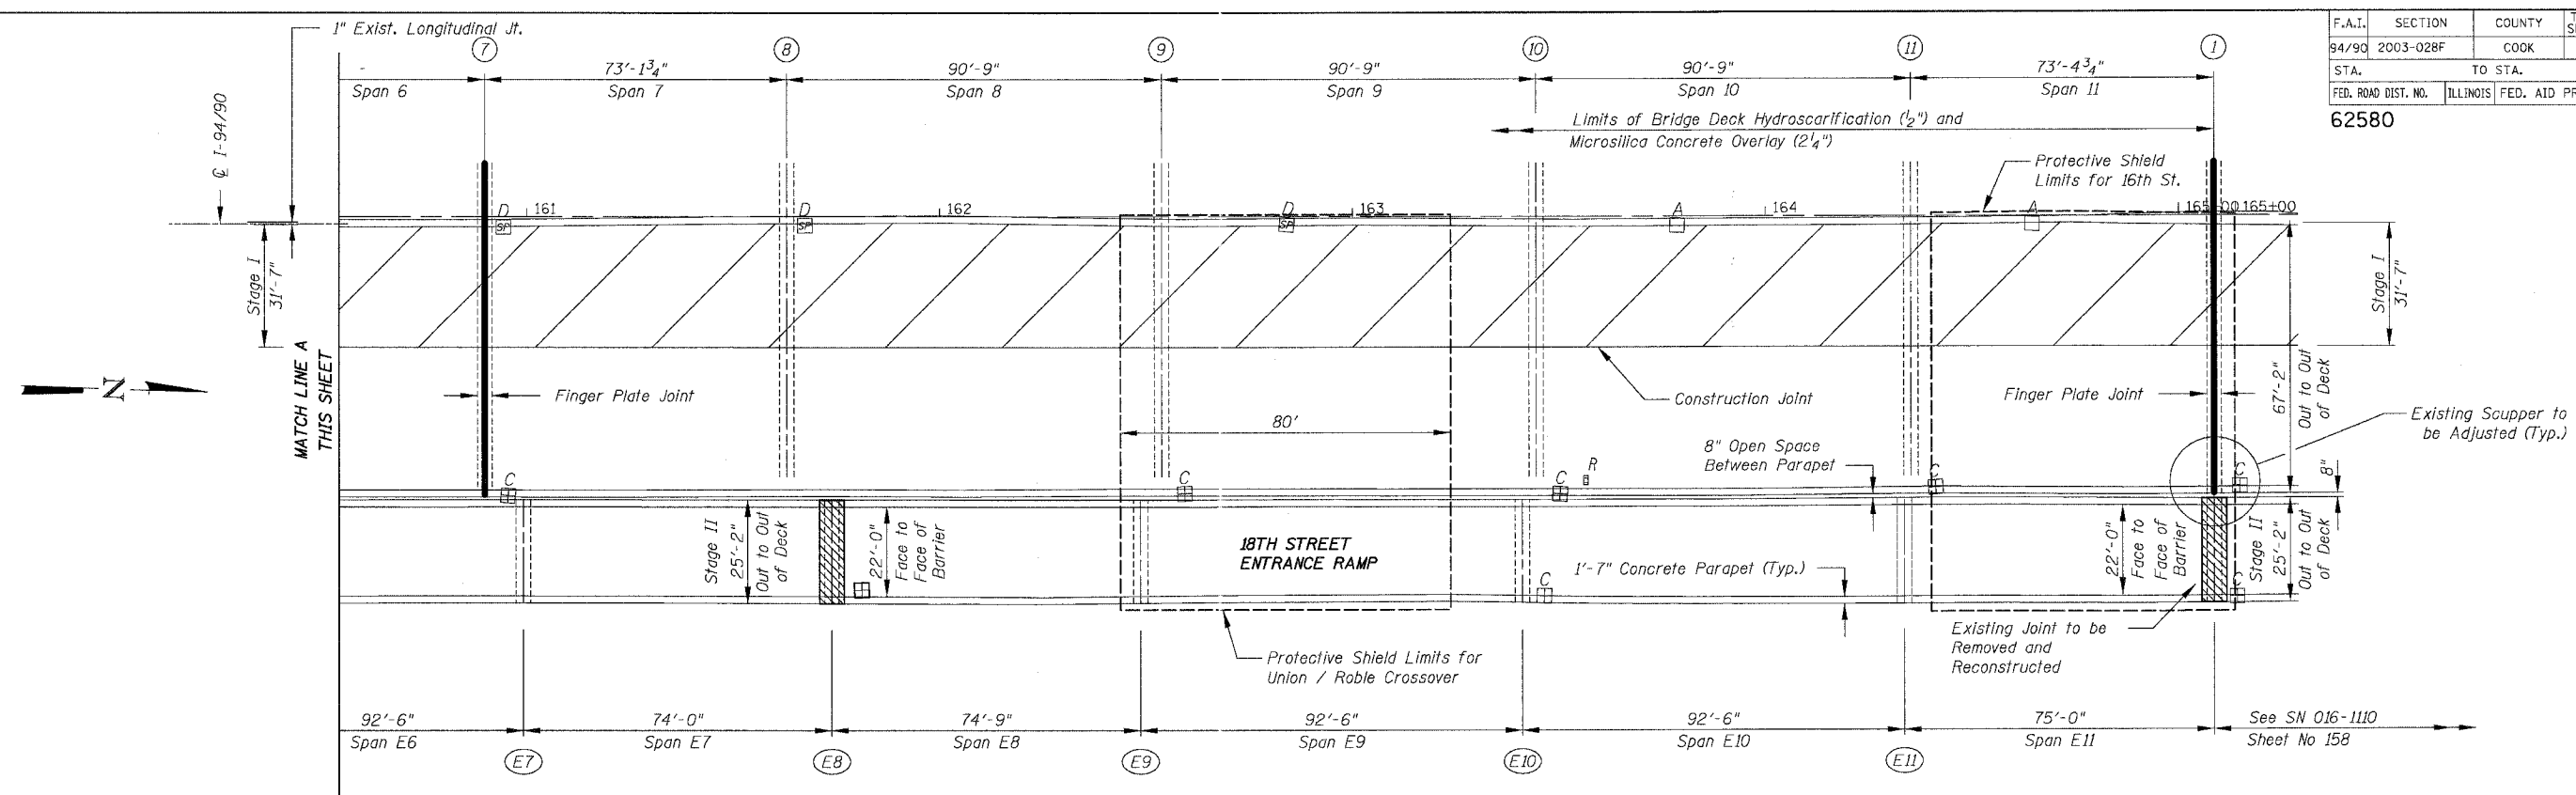 1" Exist. Longitudinal Jt.
F.A.I. SECTION COUNTY
94/90 2003-028F COOK
STA. TO STA.
FED. ROAD DIST. NO. ILLINOIS FED. AID
62580
7 8 9 10 11 1
73'-1¾" 90'-9" 90'-9" 90'-9" 73'-4¾"
Span 6 Span 7 Span 8 Span 9 Span 10 Span 11
Limits of Bridge Deck Hydroscarification (½") and
Microsilica Concrete Overlay (2¼")
℄ I-94/90
Protective Shield
Limits for 16th St.
D 161 D 162 D 163 A 164 A 165+00 165+00
SP SP SP
Stage I
31'-7"
Stage I
31'-7"
MATCH LINE A
THIS SHEET
N
Finger Plate Joint
Construction Joint
Finger Plate Joint
67'-2"
Out to Out
of Deck
Existing Scupper to
be Adjusted (Typ.)
80'
8" Open Space
Between Parapet
8"
C C C R C C
Stage II
25'-2"
Out to Out
of Deck
22'-0"
Face to
Face of
Barrier
18TH STREET
ENTRANCE RAMP
1'-7" Concrete Parapet (Typ.)
C C
22'-0"
Face to
Face of
Barrier
Stage II
25'-2"
Out to Out
of Deck
Existing Joint to be
Removed and
Reconstructed
Protective Shield Limits for
Union / Roble Crossover
92'-6" 74'-0" 74'-9" 92'-6" 92'-6" 75'-0" See SN 016-1110
Span E6 Span E7 Span E8 Span E9 Span E10 Span E11 Sheet No 158
E7 E8 E9 E10 E11